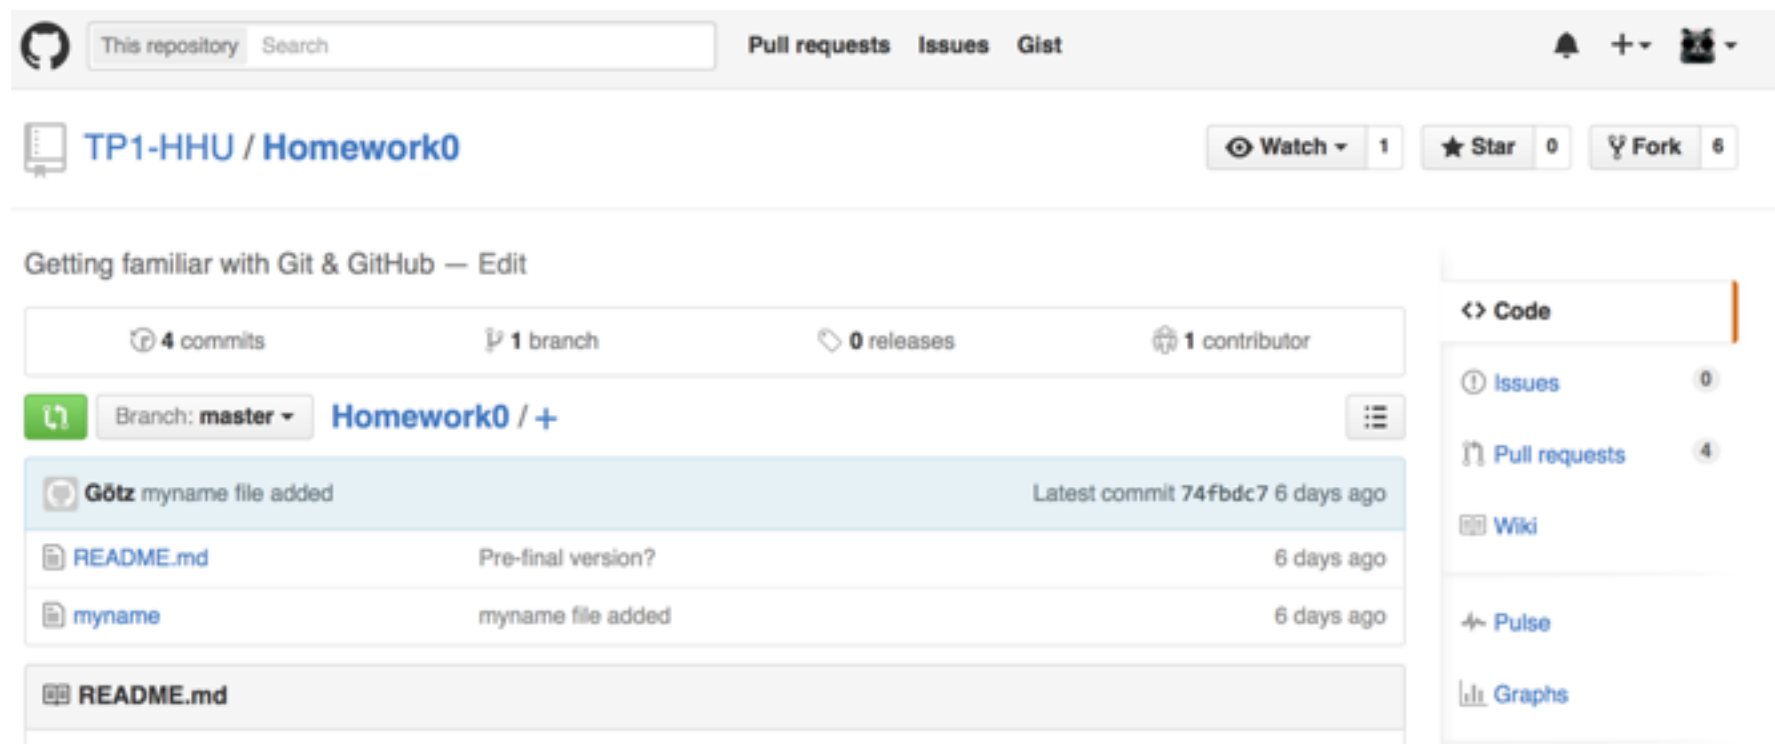 This repository Search Pull requests Issues Gist
TP1-HHU / Homework0 Watch 1 Star 0 Fork 6
Getting familiar with Git & GitHub — Edit
4 commits 1 branch 0 releases 1 contributor
Branch: master Homework0 / +
Götz myname file added Latest commit 74fbdc7 6 days ago
README.md Pre-final version? 6 days ago
myname myname file added 6 days ago
README.md
Code
Issues 0
Pull requests 4
Wiki
Pulse
Graphs